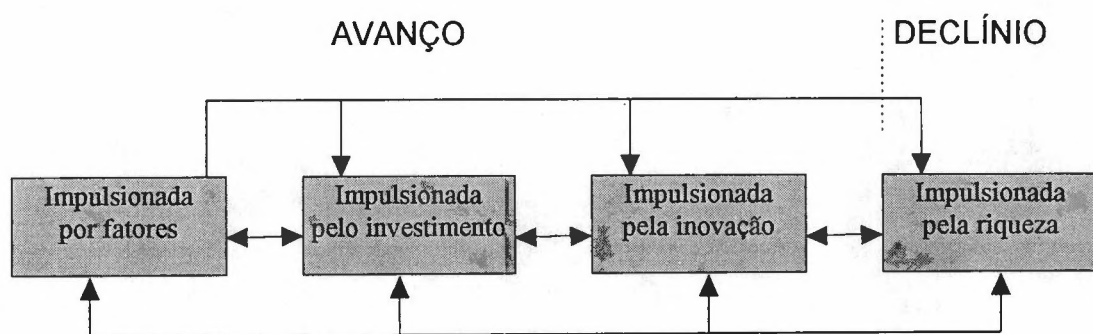 AVANÇO
DECLÍNIO
Impulsionada
por fatores
Impulsionada
pelo investimento
Impulsionada
pela inovação
Impulsionada
pela riqueza